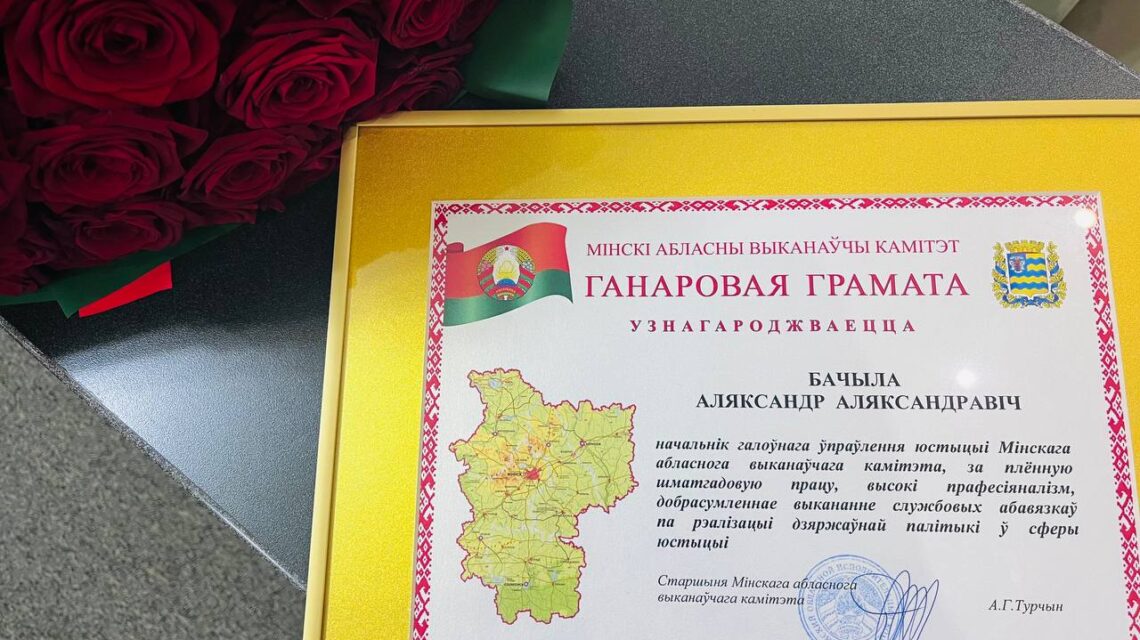 МІНСКІ АБЛАСНЫ ВЫКАНАЎЧЫ КАМІТЭТ
ГАНАРОВАЯ ГРАМАТА
УЗНАГАРОДЖВАЕЦЦА
БАЧЫЛА
АЛЯКСАНДР АЛЯКСАНДРАВІЧ
начальнік галоўнага ўпраўлення юстыцыі Мінскага
абласнога выканаўчага камітэта, за плённую
шматгадовую працу, высокі прафесіяналізм,
добрасумленнае выкананне службовых абавязкаў
па рэалізацыі дзяржаўнай палітыкі ў сферы
юстыцыі
Старшыня Мінскага абласнога
выканаўчага камітэта
А.Г.Турчын